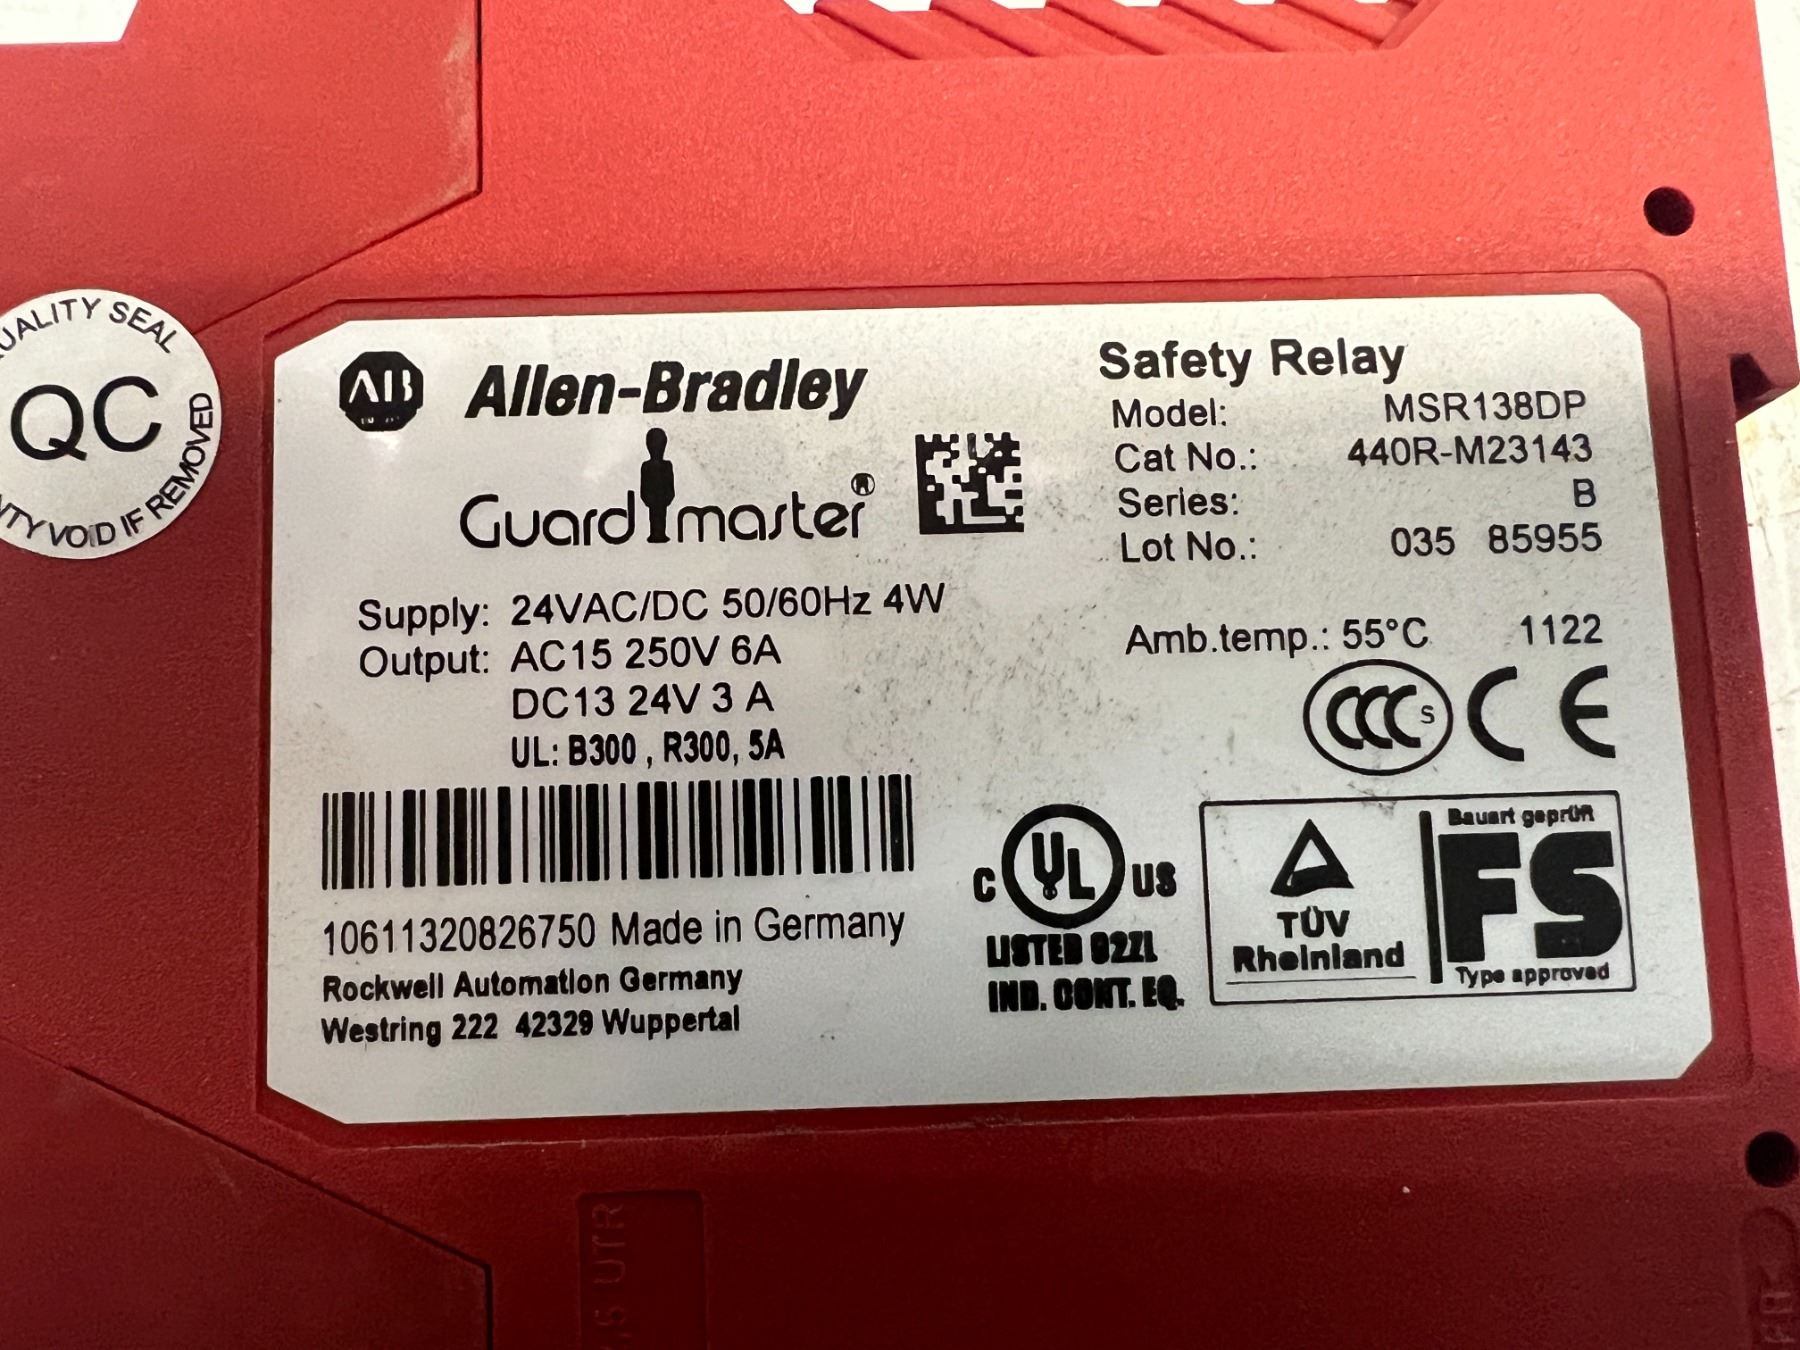 QUALITY SEAL
QC
VOID IF REMOVED
AB Allen-Bradley
Guardmaster®
Safety Relay
Model: MSR138DP
Cat No.: 440R-M23143
Series: B
Lot No.: 035 85955
Supply: 24VAC/DC 50/60Hz 4W
Output: AC15 250V 6A
DC13 24V 3 A
UL: B300 , R300, 5A
Amb.temp.: 55°C 1122
CCC S CE
10611320826750 Made in Germany
Rockwell Automation Germany
Westring 222 42329 Wuppertal
C UL US
LISTED 92ZL
IND. CONT. EQ.
TÜV
Rheinland
Bauart geprüft
FS
Type approved
UTR